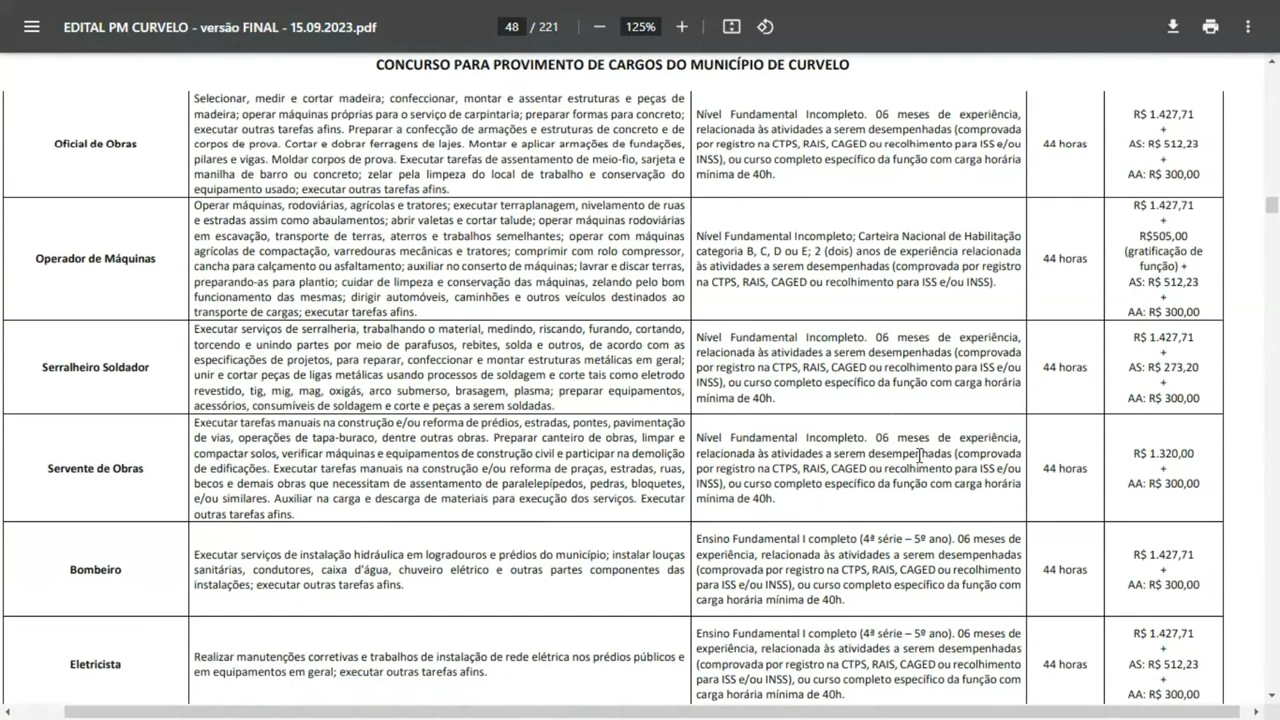 EDITAL PM CURVELO - versão FINAL - 15.09.2023.pdf
48 / 221
125%
CONCURSO PARA PROVIMENTO DE CARGOS DO MUNICÍPIO DE CURVELO
Oficial de Obras
Selecionar, medir e cortar madeira; confeccionar, montar e assentar estruturas e peças de
madeira; operar máquinas próprias para o serviço de carpintaria; preparar formas para concreto;
executar outras tarefas afins. Preparar a confecção de armações e estruturas de concreto e de
corpos de prova. Cortar e dobrar ferragens de lajes. Montar e aplicar armações de fundações,
pilares e vigas. Moldar corpos de prova. Executar tarefas de assentamento de meio-fio, sarjeta e
manilha de barro ou concreto; zelar pela limpeza do local de trabalho e conservação do
equipamento usado; executar outras tarefas afins.
Nível Fundamental Incompleto. 06 meses de experiência,
relacionada às atividades a serem desempenhadas (comprovada
por registro na CTPS, RAIS, CAGED ou recolhimento para ISS e/ou
INSS), ou curso completo específico da função com carga horária
mínima de 40h.
44 horas
R$ 1.427,71
+
AS: R$ 512,23
+
AA: R$ 300,00
Operador de Máquinas
Operar máquinas, rodoviárias, agrícolas e tratores; executar terraplanagem, nivelamento de ruas
e estradas assim como abaulamentos; abrir valetas e cortar talude; operar máquinas rodoviárias
em escavação, transporte de terras, aterros e trabalhos semelhantes; operar com máquinas
agrícolas de compactação, varredouras mecânicas e tratores; comprimir com rolo compressor,
cancha para calçamento ou asfaltamento; auxiliar no conserto de máquinas; lavrar e discar terras,
preparando-as para plantio; cuidar de limpeza e conservação das máquinas, zelando pelo bom
funcionamento das mesmas; dirigir automóveis, caminhões e outros veículos destinados ao
transporte de cargas; executar tarefas afins.
Nível Fundamental Incompleto; Carteira Nacional de Habilitação
categoria B, C, D ou E; 2 (dois) anos de experiência relacionada
às atividades a serem desempenhadas (comprovada por registro
na CTPS, RAIS, CAGED ou recolhimento para ISS e/ou INSS).
44 horas
R$ 1.427,71
+
R$505,00
(gratificação de
função) +
AS: R$ 512,23
+
AA: R$ 300,00
Serralheiro Soldador
Executar serviços de serralheria, trabalhando o material, medindo, riscando, furando, cortando,
torcendo e unindo partes por meio de parafusos, rebites, solda e outros, de acordo com as
especificações de projetos, para reparar, confeccionar e montar estruturas metálicas em geral;
unir e cortar peças de ligas metálicas usando processos de soldagem e corte tais como eletrodo
revestido, tig, mig, mag, oxigás, arco submerso, brasagem, plasma; preparar equipamentos,
acessórios, consumíveis de soldagem e corte e peças a serem soldadas.
Nível Fundamental Incompleto. 06 meses de experiência,
relacionada às atividades a serem desempenhadas (comprovada
por registro na CTPS, RAIS, CAGED ou recolhimento para ISS e/ou
INSS), ou curso completo específico da função com carga horária
mínima de 40h.
44 horas
R$ 1.427,71
+
AS: R$ 273,20
+
AA: R$ 300,00
Servente de Obras
Executar tarefas manuais na construção e/ou reforma de prédios, estradas, pontes, pavimentação
de vias, operações de tapa-buraco, dentre outras obras. Preparar canteiro de obras, limpar e
compactar solos, verificar máquinas e equipamentos de construção civil e participar na demolição
de edificações. Executar tarefas manuais na construção e/ou reforma de praças, estradas, ruas,
becos e demais obras que necessitam de assentamento de paralelepípedos, pedras, bloquetes,
e/ou similares. Auxiliar na carga e descarga de materiais para execução dos serviços. Executar
outras tarefas afins.
Nível Fundamental Incompleto. 06 meses de experiência,
relacionada às atividades a serem desempenhadas (comprovada
por registro na CTPS, RAIS, CAGED ou recolhimento para ISS e/ou
INSS), ou curso completo específico da função com carga horária
mínima de 40h.
44 horas
R$ 1.320,00
+
AA: R$ 300,00
Bombeiro
Executar serviços de instalação hidráulica em logradouros e prédios do município; instalar louças
sanitárias, condutores, caixa d'água, chuveiro elétrico e outras partes componentes das
instalações; executar outras tarefas afins.
Ensino Fundamental I completo (4ª série – 5º ano). 06 meses de
experiência, relacionada às atividades a serem desempenhadas
(comprovada por registro na CTPS, RAIS, CAGED ou recolhimento
para ISS e/ou INSS), ou curso completo específico da função com
carga horária mínima de 40h.
44 horas
R$ 1.427,71
+
AA: R$ 300,00
Eletricista
Realizar manutenções corretivas e trabalhos de instalação de rede elétrica nos prédios públicos e
em equipamentos em geral; executar outras tarefas afins.
Ensino Fundamental I completo (4ª série – 5º ano). 06 meses de
experiência, relacionada às atividades a serem desempenhadas
(comprovada por registro na CTPS, RAIS, CAGED ou recolhimento
para ISS e/ou INSS), ou curso completo específico da função com
carga horária mínima de 40h.
44 horas
R$ 1.427,71
+
AS: R$ 512,23
+
AA: R$ 300,00